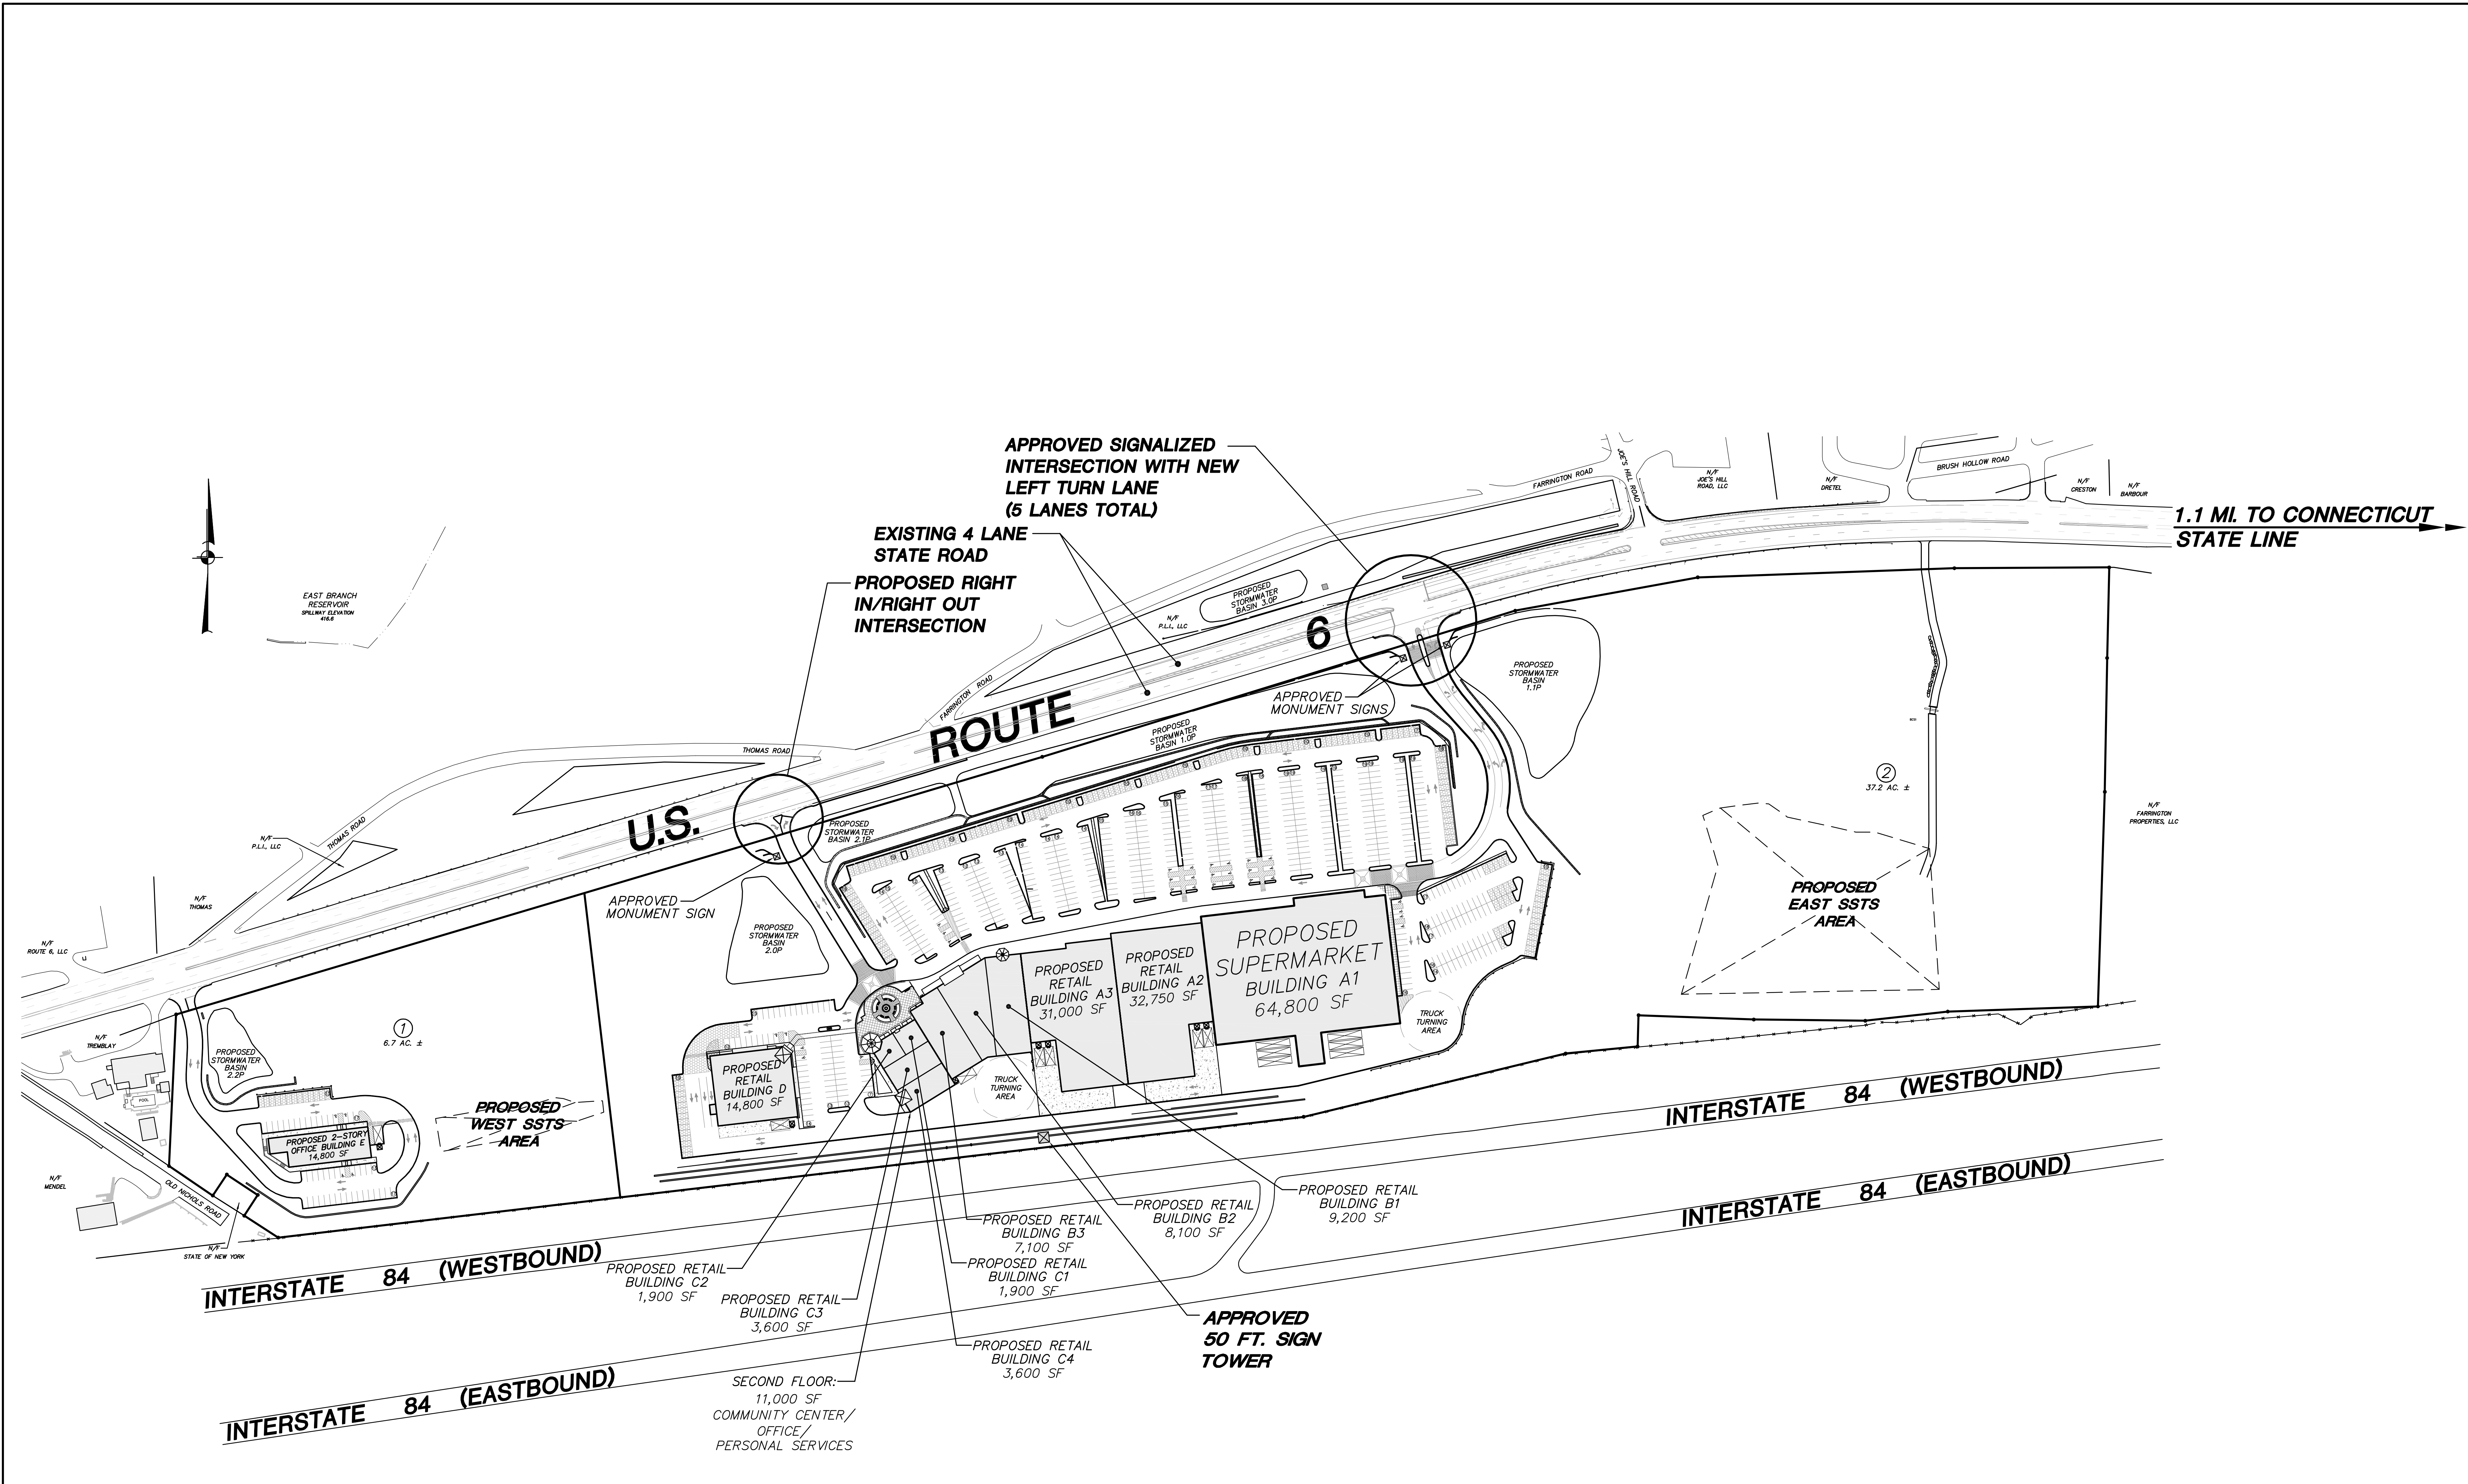 APPROVED SIGNALIZED
INTERSECTION WITH NEW
LEFT TURN LANE
(5 LANES TOTAL)
EXISTING 4 LANE
STATE ROAD
PROPOSED RIGHT
IN/RIGHT OUT
INTERSECTION
FARRINGTON ROAD
JOE'S HILL ROAD
N/F
JOE'S HILL
ROAD, LLC
N/F
DRETEL
BRUSH HOLLOW ROAD
N/F
CRESTON
N/F
BARBOUR
1.1 MI. TO CONNECTICUT
STATE LINE
EAST BRANCH
RESERVOIR
SPILLWAY ELEVATION
416.6
PROPOSED
STORMWATER
BASIN 3.0P
N/F
P.L.I., LLC
U.S.
ROUTE
6
FARRINGTON ROAD
APPROVED
MONUMENT SIGNS
PROPOSED
STORMWATER
BASIN
1.1P
PROPOSED
STORMWATER
BASIN 1.0P
THOMAS ROAD
THOMAS ROAD
N/F
P.L.I., LLC
PROPOSED
STORMWATER
BASIN 2.1P
2
37.2 AC. ±
N/F
FARRINGTON
PROPERTIES, LLC
N/F
THOMAS
APPROVED
MONUMENT SIGN
PROPOSED
STORMWATER
BASIN
2.0P
PROPOSED
EAST SSTS
AREA
N/F
ROUTE 6, LLC
PROPOSED
SUPERMARKET
BUILDING A1
64,800 SF
PROPOSED
RETAIL
BUILDING A2
32,750 SF
PROPOSED
RETAIL
BUILDING A3
31,000 SF
TRUCK
TURNING
AREA
1
6.7 AC. ±
N/F
TREMBLAY
PROPOSED
STORMWATER
BASIN
2.2P
POOL
PROPOSED
RETAIL
BUILDING D
14,800 SF
TRUCK
TURNING
AREA
PROPOSED
WEST SSTS
AREA
PROPOSED 2-STORY
OFFICE BUILDING E
14,800 SF
N/F
MENDEL
OLD NICHOLS ROAD
N/F
STATE OF NEW YORK
INTERSTATE 84 (WESTBOUND)
INTERSTATE 84 (EASTBOUND)
PROPOSED RETAIL
BUILDING B1
9,200 SF
PROPOSED RETAIL
BUILDING B2
8,100 SF
PROPOSED RETAIL
BUILDING B3
7,100 SF
PROPOSED RETAIL
BUILDING C1
1,900 SF
PROPOSED RETAIL
BUILDING C2
1,900 SF
PROPOSED RETAIL
BUILDING C3
3,600 SF
PROPOSED RETAIL
BUILDING C4
3,600 SF
APPROVED
50 FT. SIGN
TOWER
SECOND FLOOR:
11,000 SF
COMMUNITY CENTER/
OFFICE/
PERSONAL SERVICES
INTERSTATE 84 (WESTBOUND)
INTERSTATE 84 (EASTBOUND)